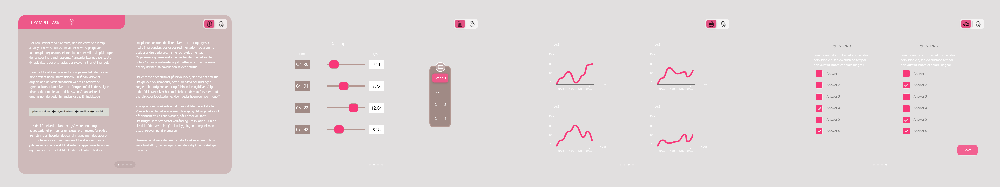 EXAMPLE TASK ?
Det hele starter med planterne, der kan vokse ved hjælp
af sollys. I havets økosystem vil der hovedsageligt være
tale om planteplankton. Planteplankton er mikroskopiske alger,
der svæver frit i vandmasserne. Planteplanktonet bliver ædt af
dyreplankton, der er smådyr, der svæver frit rundt I vandet.
Dyreplanktonet kan blive ædt af nogle små fisk, der så igen
bliver ædt af nogle større fisk osv. En sådan række af
organismer, der æder hinanden kaldes En fødekæde.
Dyreplanktonet kan blive ædt af nogle små fisk, der så igen
bliver ædt af nogle større fisk osv. En sådan række af
organismer, der æder hinanden kaldes En fødekæde.
planteplankton dyreplankton småfisk rovfisk
Til sidst i fødekæden kan der også være enten fugle,
havpattedyr eller mennesker. Dette er en meget forenklet
fremstilling af, hvordan det går til i havet, men det giver en
vis forståelse for sammenhængen. I havet er der mange
ødekæder og mange af fødekæderne lapper over hinanden
og danner et helt net af fødekæder - et såkaldt fødenet.
Det planteplankton, der ikke bliver ædt, dør og drysser
ned på havbunden; det kaldes sedimentation. Det samme
gælder andre døde organismer og ekskrementer.
Organismer og deres ekskementer hedder med et samlet
udtryk 'organisk materiale, og alt dette organiske materiale
der drysser ned på havbunden kaldes detritus.
Der er mange organismer på havbunden, der lever af detritus.
Det gælder f.eks bakterier, orme, krebsdyr og muslinger.
Nogle af bunddyrene æder også hinanden og bliver så igen
ædt af fisk. Det bliver hurtigt indviklet, når man forsøger at få
overblik over fødekæderne. Hvem æder hvem og hvor meget?
Princippet i en fødekæde er, at man inddeler de enkelte led i f
ødekæderne i trin eller niveauer. Hver gang det organiske stof
går gennem et led i fødekæden, går en stor del tabt.
Det bruges som brændstof ved ånding - respiration. Kun en
lille del af det spiste indgår til opbygningen af organismen,
dvs. til opbygning af biomasse.
Niveauerne vil være de samme i alle fødekæder, men det vil
være forskelligt, hvilke organismer, der udgør de forskellige
niveauer.
Data input
Time L/c2
02 30 2.11
04 01 7,22
05 22 12,64
07 42 6,18
Graph 1
Graph 2
Graph 3
Graph 4
L/c2
20
15
10
5
Hour
04.00 05.00 06.00 07.00
L/c2
20
15
10
5
Hour
04.00 05.00 06.00 07.00
L/c2
20
15
10
5
Hour
04.00 05.00 06.00 07.00
L/c2
20
15
10
5
Hour
04.00 05.00 06.00 07.00
QUESTION 1
Lorem ipsum dolor sit amet, consectetur
adipiscing elit, sed do eiusmod tempor
ncididunt ut labore et dolore magna?
Answer 1
Answer 2
Answer 3
Answer 4
Answer 5
Answer 6
QUESTION 2
Lorem ipsum dolor sit amet, consectetur
adipiscing elit, sed do eiusmod tempor
ncididunt ut labore et dolore magna?
Answer 1
Answer 2
Answer 3
Answer 4
Answer 5
Answer 6
Save